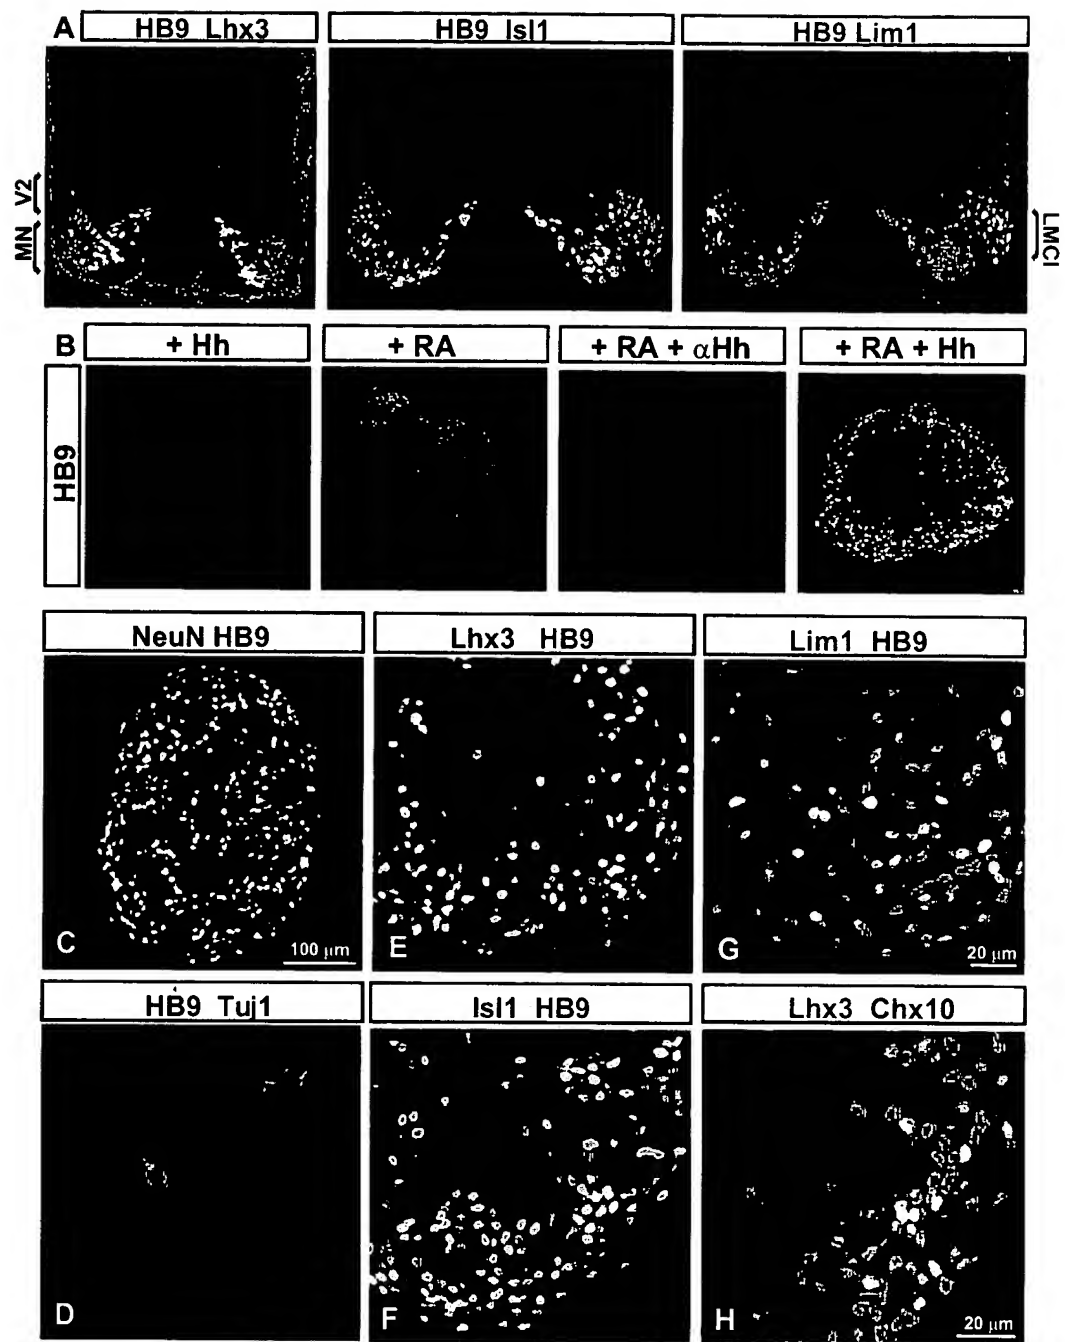 A HB9 Lhx3 HB9 Isl1 HB9 Lim1
V2
MN
LMCl
B + Hh + RA + RA + αHh + RA + Hh
HB9
NeuN HB9 Lhx3 HB9 Lim1 HB9
C 100 µm E G 20 µm
HB9 Tuj1 Isl1 HB9 Lhx3 Chx10
D F H 20 µm